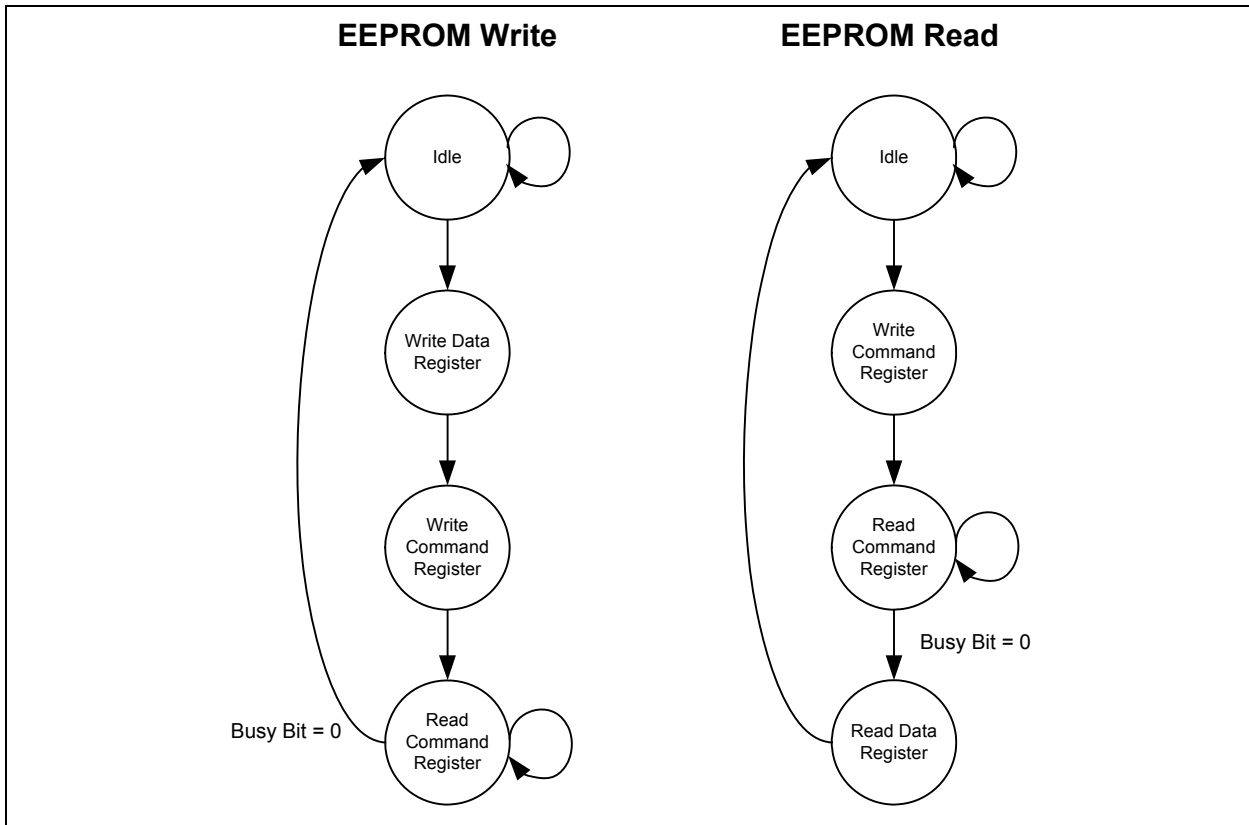 EEPROM Write
Idle
Write Data
Register
Write
Command
Register
Read
Command
Register
Busy Bit = 0
EEPROM Read
Idle
Write
Command
Register
Read
Command
Register
Busy Bit = 0
Read Data
Register